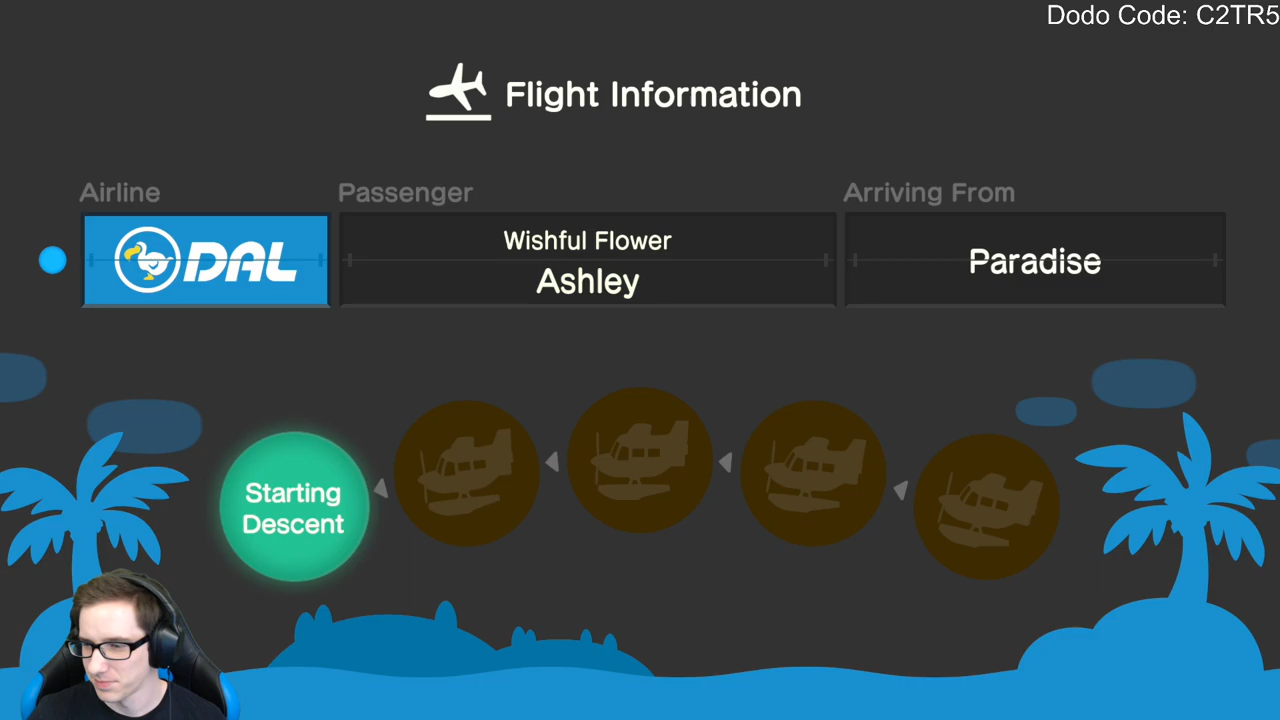 Dodo Code: C2TR5
Flight Information
Airline
Passenger
Arriving From
DAL
Wishful Flower
Ashley
Paradise
Starting
Descent